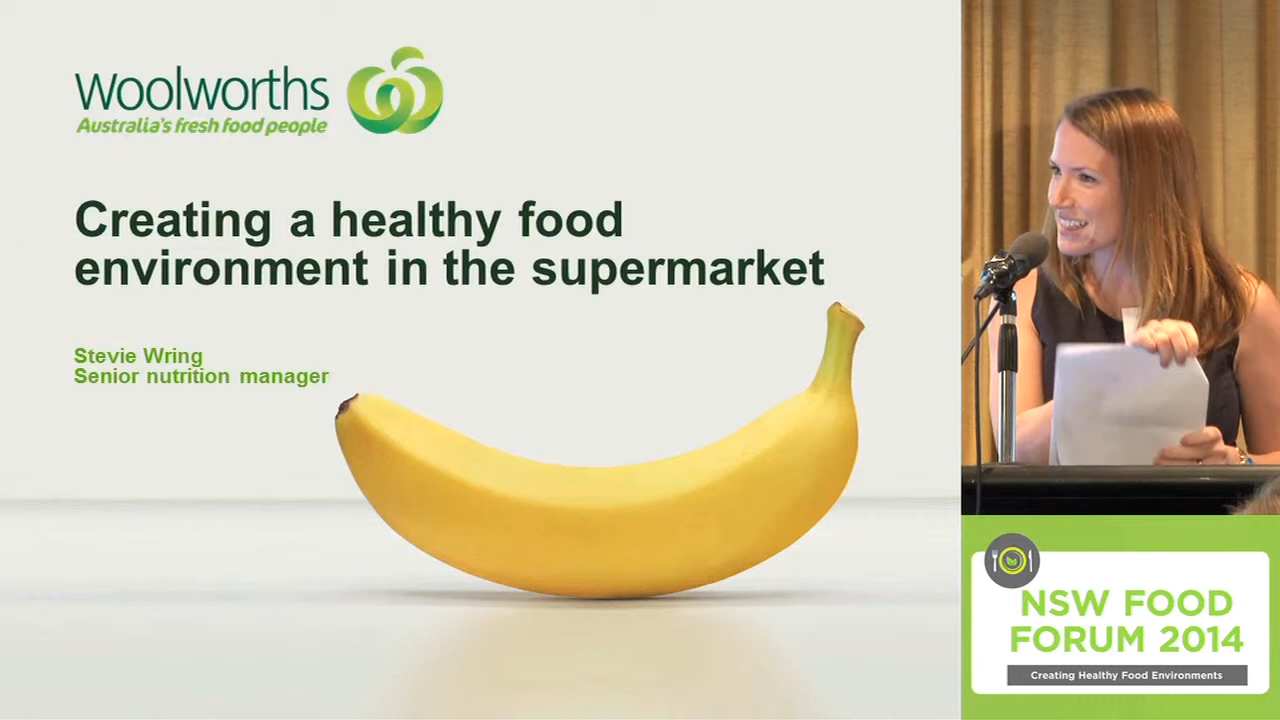 Woolworths
Australia's fresh food people
Creating a healthy food
environment in the supermarket
Stevie Wring
Senior nutrition manager
NSW FOOD
FORUM 2014
Creating Healthy Food Environments